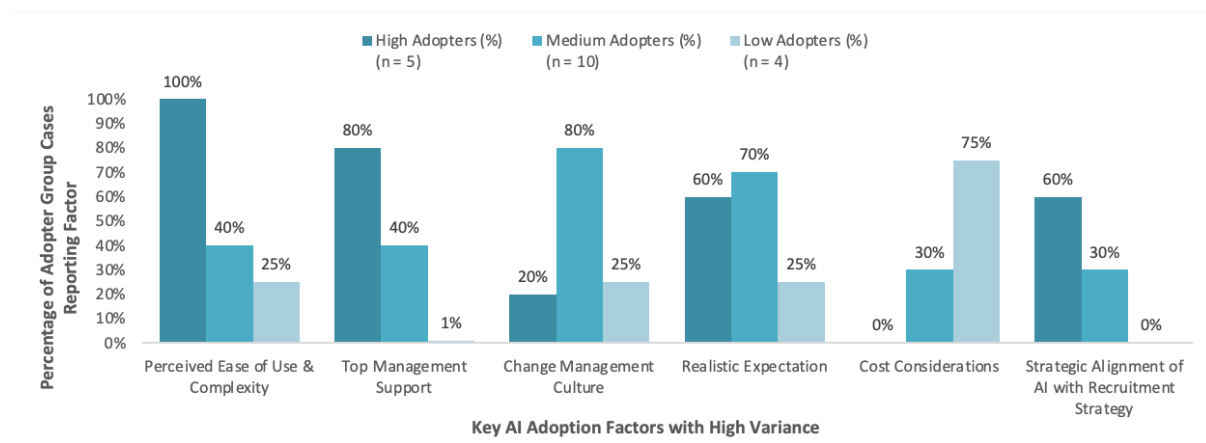 High Adopters (%)
(n = 5)
Medium Adopters (%)
(n = 10)
Low Adopters (%)
(n = 4)
Percentage of Adopter Group Cases
Reporting Factor
100%
90%
80%
70%
60%
50%
40%
30%
20%
10%
0%
100%
40%
25%
80%
40%
1%
20%
80%
25%
60%
70%
25%
0%
30%
75%
60%
30%
0%
Perceived Ease of Use &
Complexity
Top Management
Support
Change Management
Culture
Realistic Expectation
Cost Considerations
Strategic Alignment of
AI with Recruitment
Strategy
Key AI Adoption Factors with High Variance